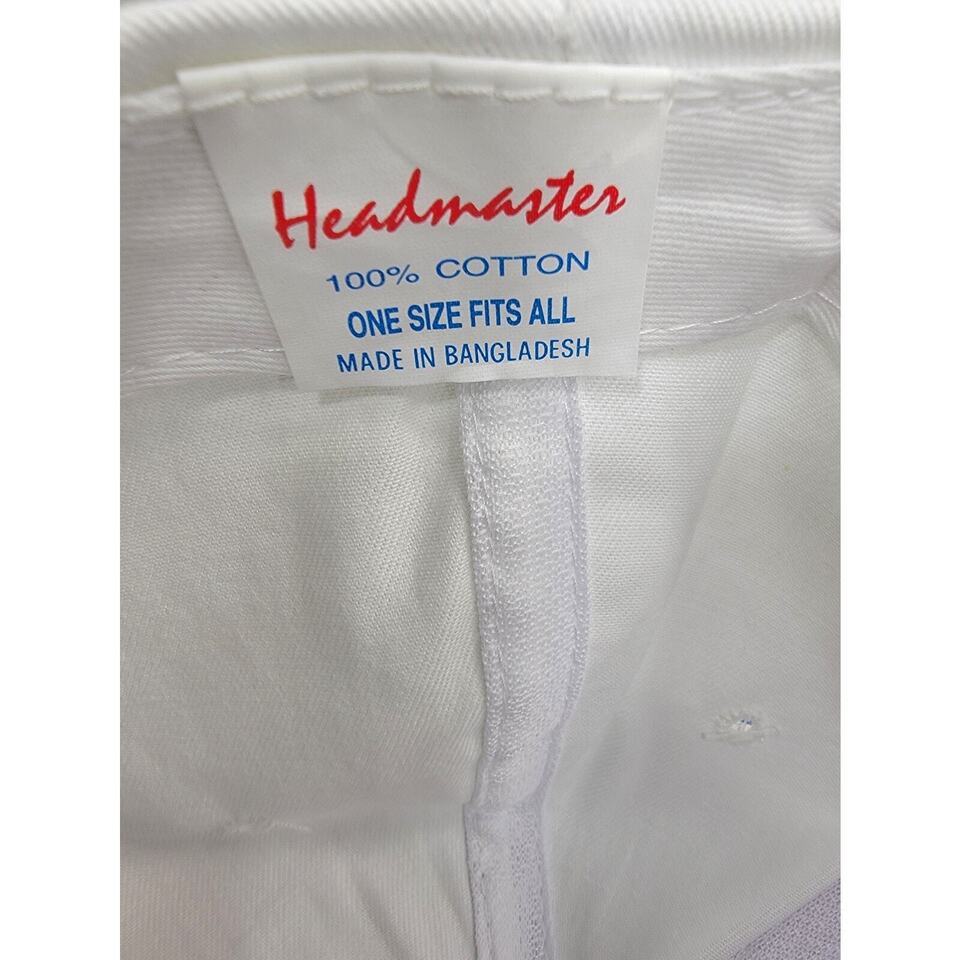 Headmaster
100% COTTON
ONE SIZE FITS ALL
MADE IN BANGLADESH